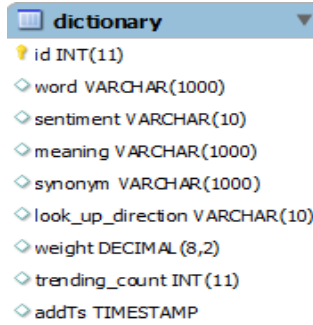 dictionary
id INT(11)
word VARCHAR(1000)
sentiment VARCHAR(10)
meaning VARCHAR(1000)
synonym VARCHAR(1000)
look_up_direction VARCHAR(10)
weight DECIMAL(8,2)
trending_count INT(11)
addTs TIMESTAMP